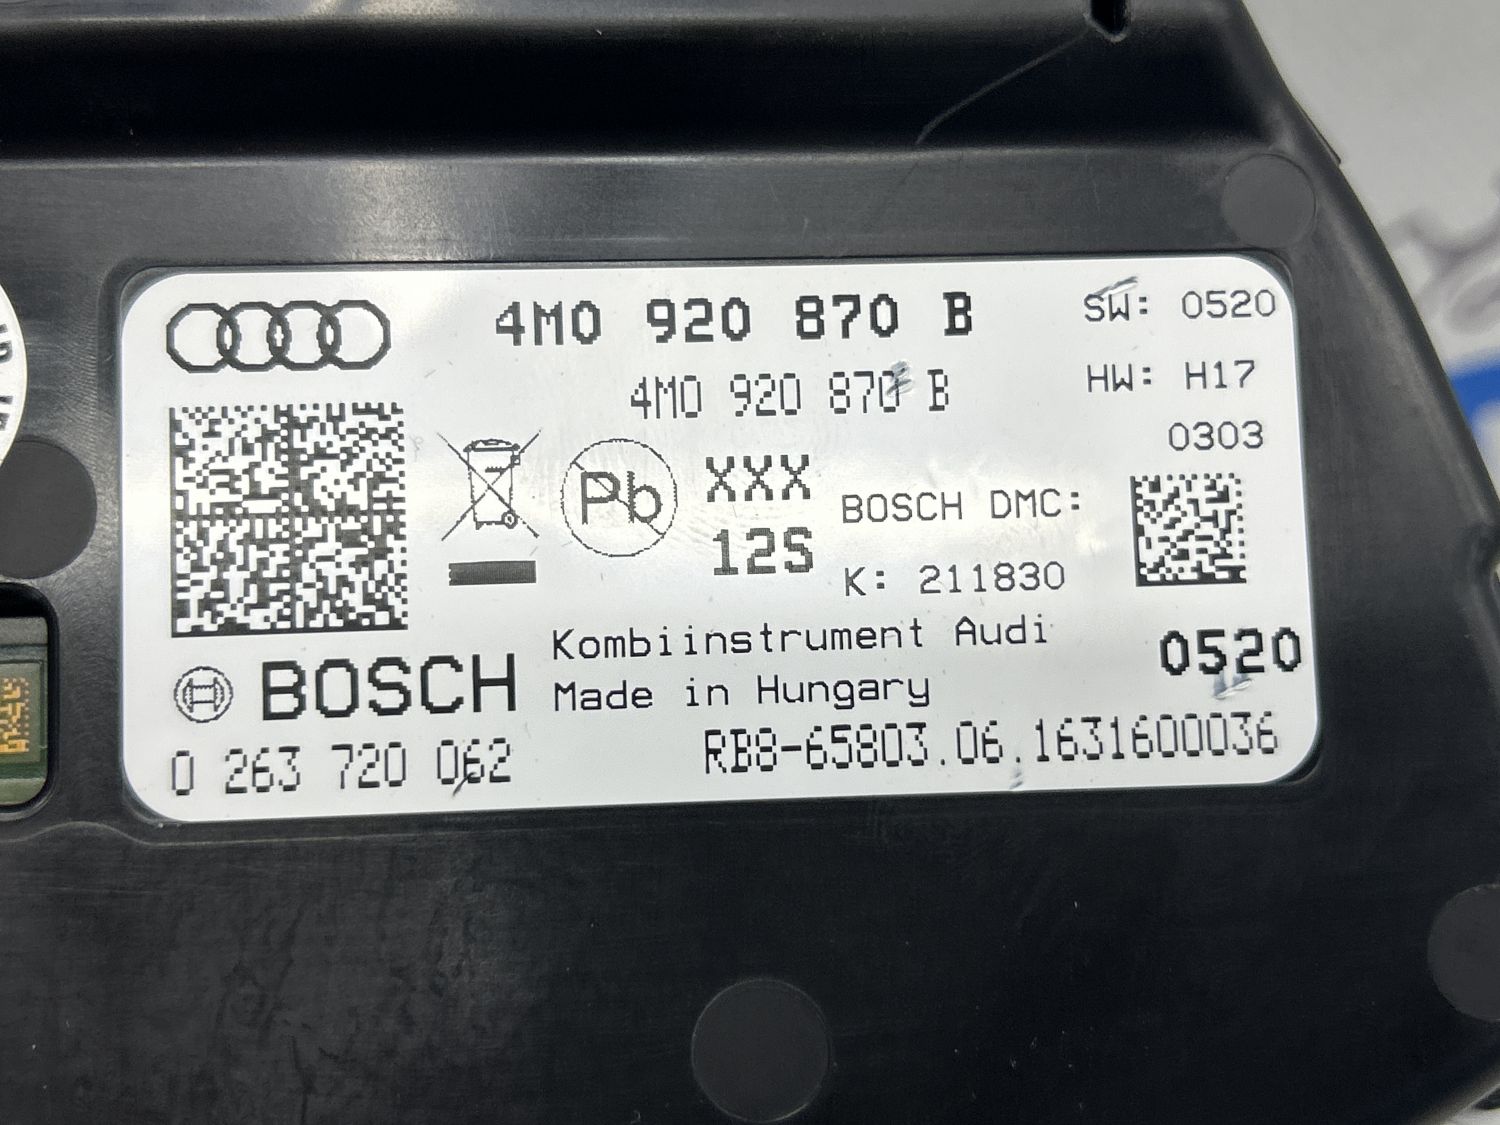 4M0 920 870 B
SW: 0520
4M0 920 870 B
HW: H17
0303
Pb
XXX
12S
BOSCH DMC:
K: 211830
Kombiinstrument Audi
0520
BOSCH
Made in Hungary
0 263 720 062
RB8-65803.06.1631600036